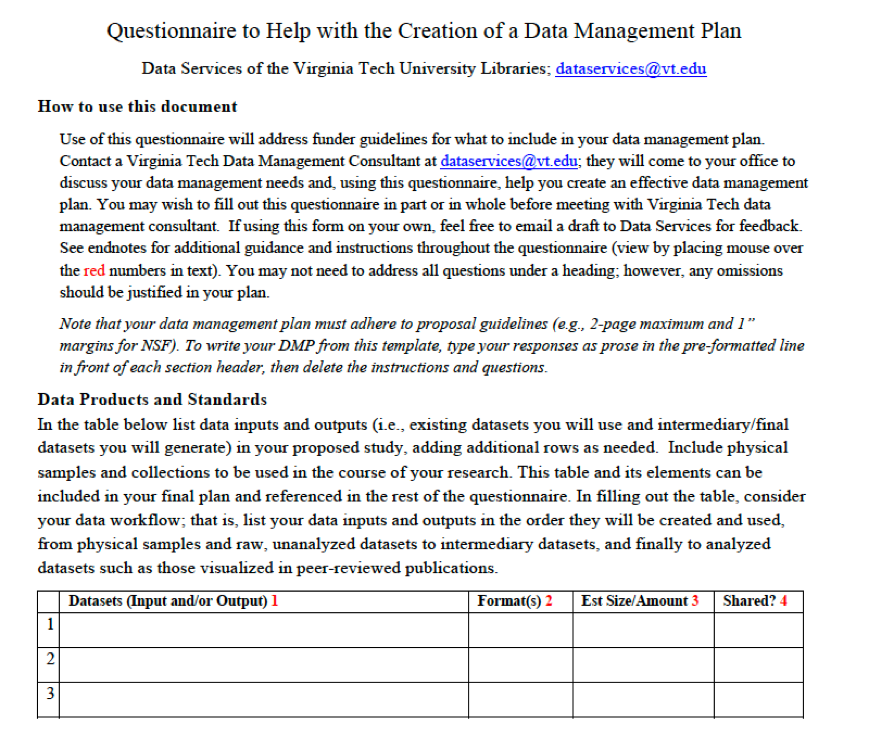 Questionnaire to Help with the Creation of a Data Management Plan
Data Services of the Virginia Tech University Libraries; dataservices@vt.edu
How to use this document
Use of this questionnaire will address funder guidelines for what to include in your data management plan.
Contact a Virginia Tech Data Management Consultant at dataservices@vt.edu; they will come to your office to
discuss your data management needs and, using this questionnaire, help you create an effective data management
plan. You may wish to fill out this questionnaire in part or in whole before meeting with Virginia Tech data
management consultant.  If using this form on your own, feel free to email a draft to Data Services for feedback.
See endnotes for additional guidance and instructions throughout the questionnaire (view by placing mouse over
the red numbers in text). You may not need to address all questions under a heading; however, any omissions
should be justified in your plan.
Note that your data management plan must adhere to proposal guidelines (e.g., 2-page maximum and 1”
margins for NSF). To write your DMP from this template, type your responses as prose in the pre-formatted line
in front of each section header, then delete the instructions and questions.
Data Products and Standards
In the table below list data inputs and outputs (i.e., existing datasets you will use and intermediary/final
datasets you will generate) in your proposed study, adding additional rows as needed.  Include physical
samples and collections to be used in the course of your research. This table and its elements can be
included in your final plan and referenced in the rest of the questionnaire. In filling out the table, consider
your data workflow; that is, list your data inputs and outputs in the order they will be created and used,
from physical samples and raw, unanalyzed datasets to intermediary datasets, and finally to analyzed
datasets such as those visualized in peer-reviewed publications.
Datasets (Input and/or Output) 1 Format(s) 2 Est Size/Amount 3 Shared? 4
1
2
3